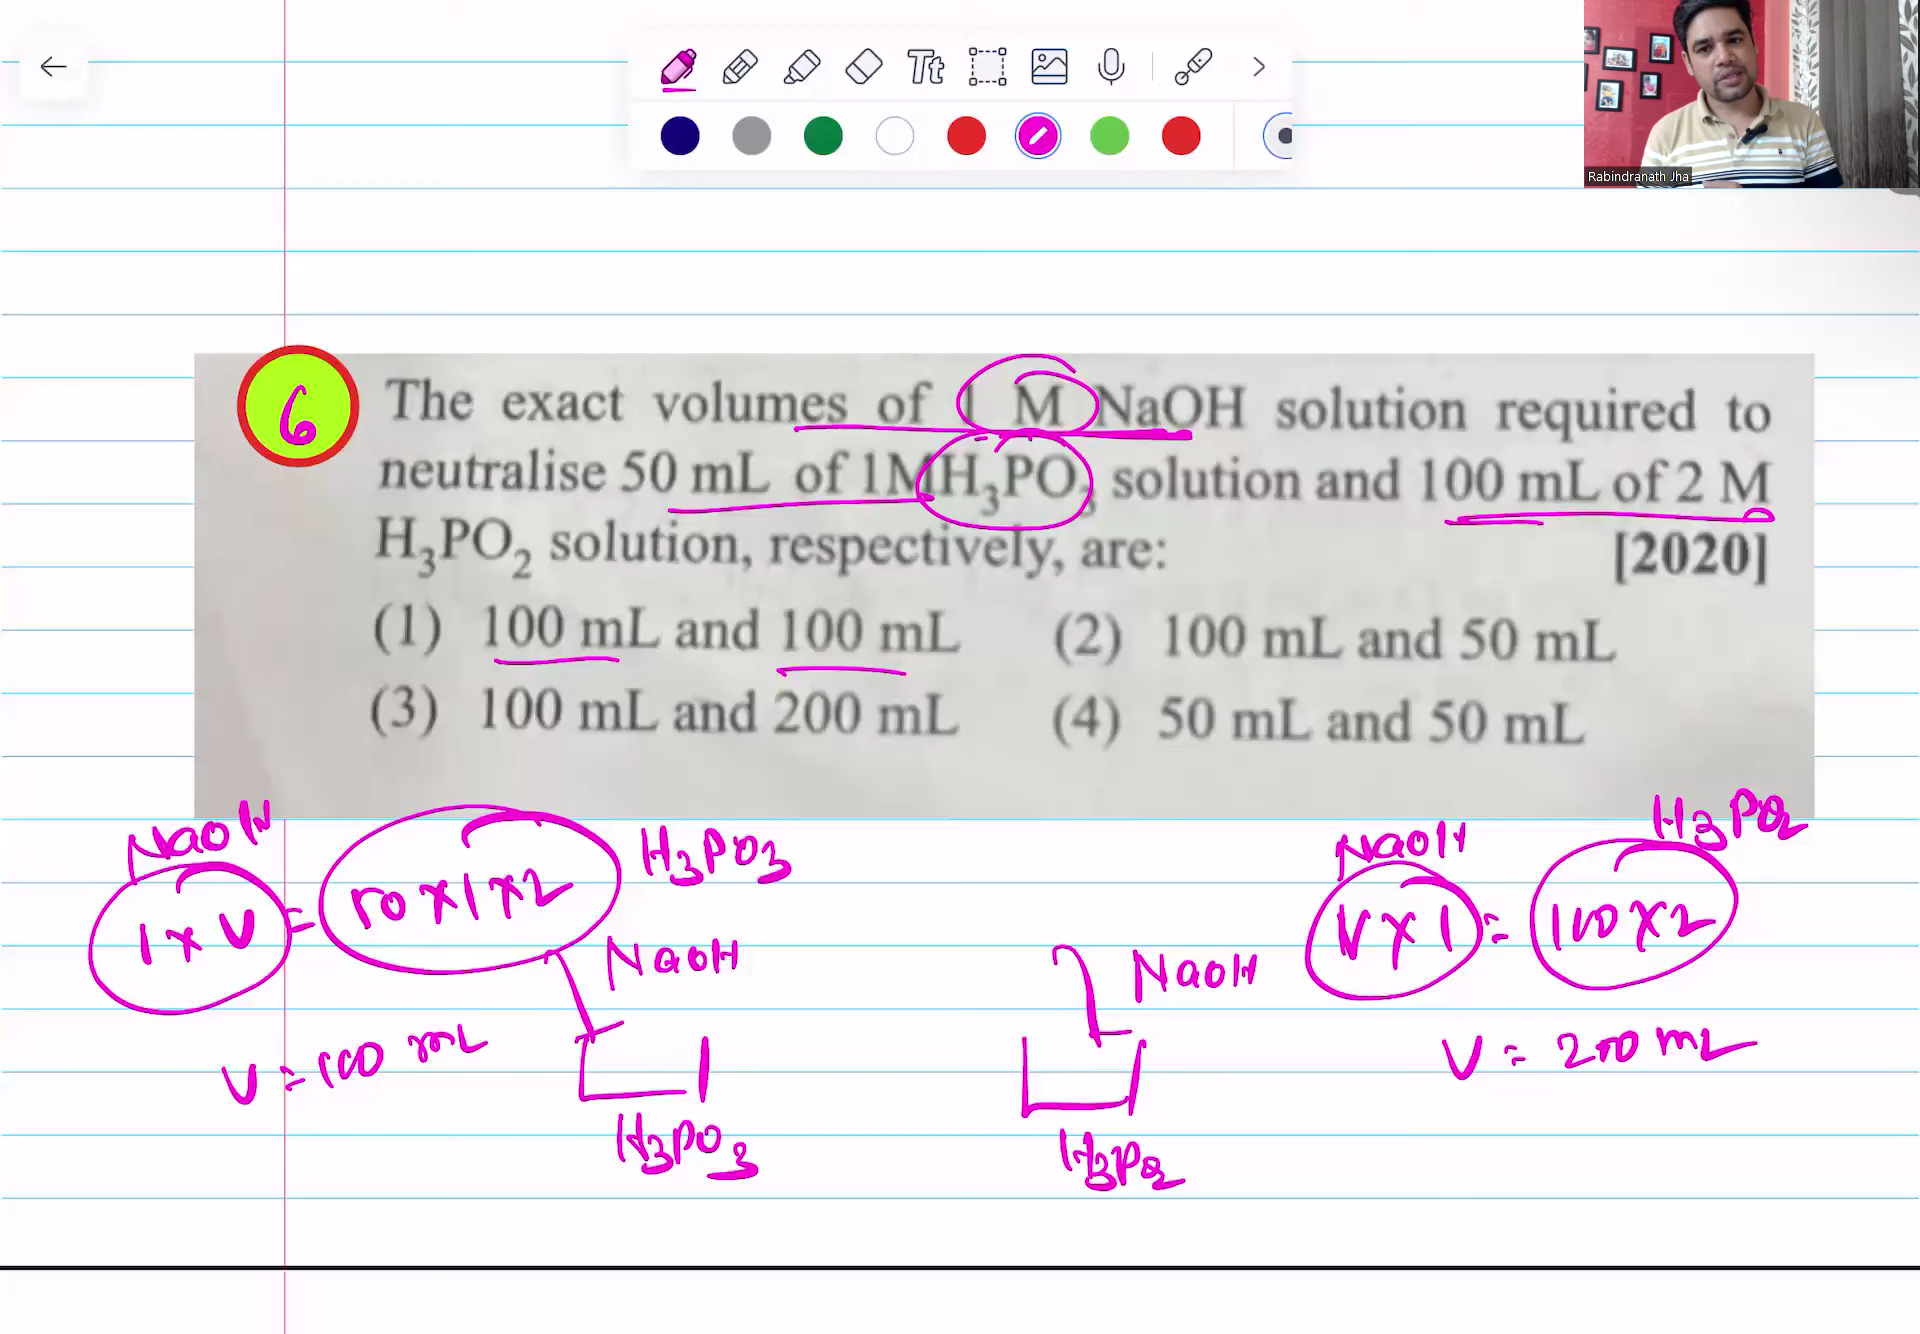 Tt
Rabindranath Jha
6
The exact volumes of 1 M NaOH solution required to
neutralise 50 mL of 1MH₃PO₃ solution and 100 mL of 2 M
H₃PO₂ solution, respectively, are: [2020]
(1) 100 mL and 100 mL (2) 100 mL and 50 mL
(3) 100 mL and 200 mL (4) 50 mL and 50 mL
NaOH H₃PO₃
1 × V = 50 × 1 × 2
V = 100 mL
NaOH
H₃PO₃
NaOH
H₃PO₂
NaOH H₃PO₂
V × 1 = 100 × 2
V = 200 mL